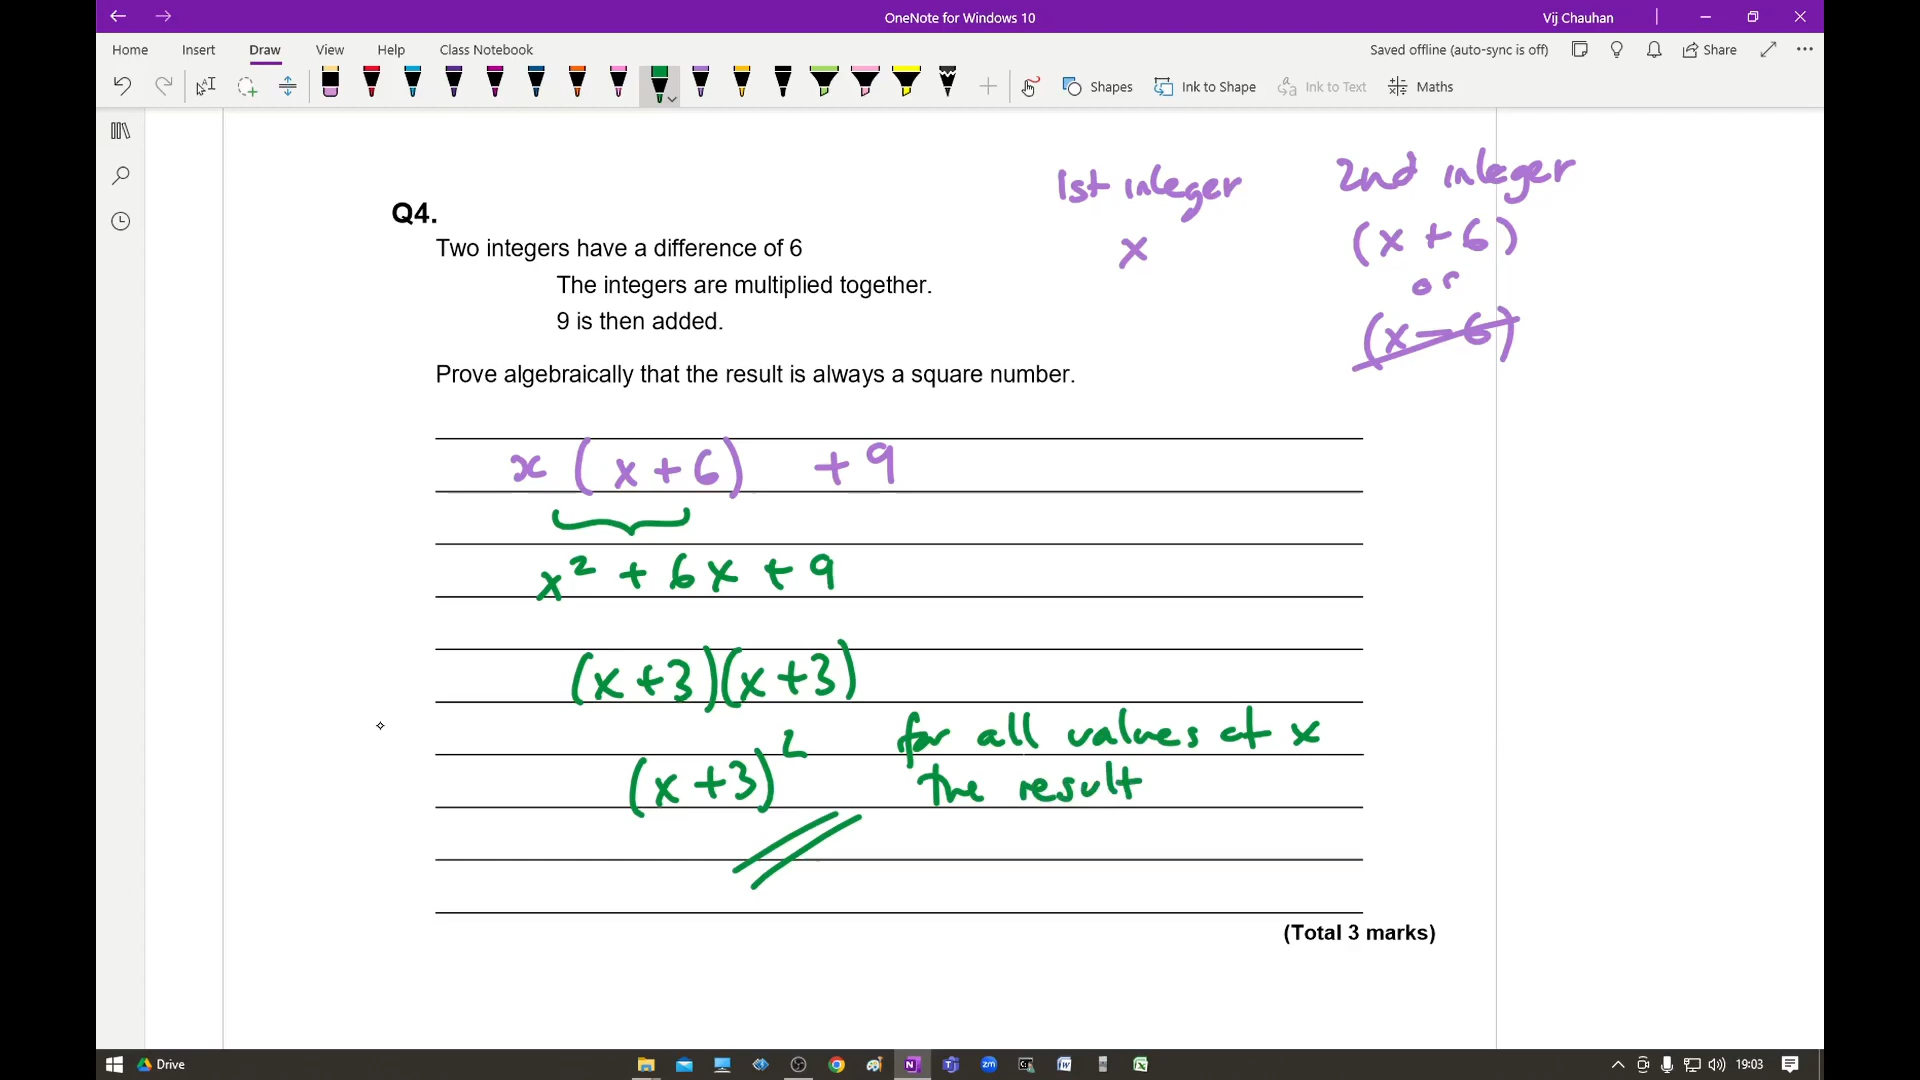 OneNote for Windows 10
Vij Chauhan
Home Insert Draw View Help Class Notebook
Saved offline (auto-sync is off)
Share
Shapes
Ink to Shape
Ink to Text
Maths
1st integer
x
2nd integer
(x + 6)
or
(x - 6)
Q4.
Two integers have a difference of 6
The integers are multiplied together.
9 is then added.
Prove algebraically that the result is always a square number.
x (x + 6) + 9
x² + 6x + 9
(x + 3)(x + 3)
(x + 3)²
for all values of x
the result
(Total 3 marks)
Drive
19:03